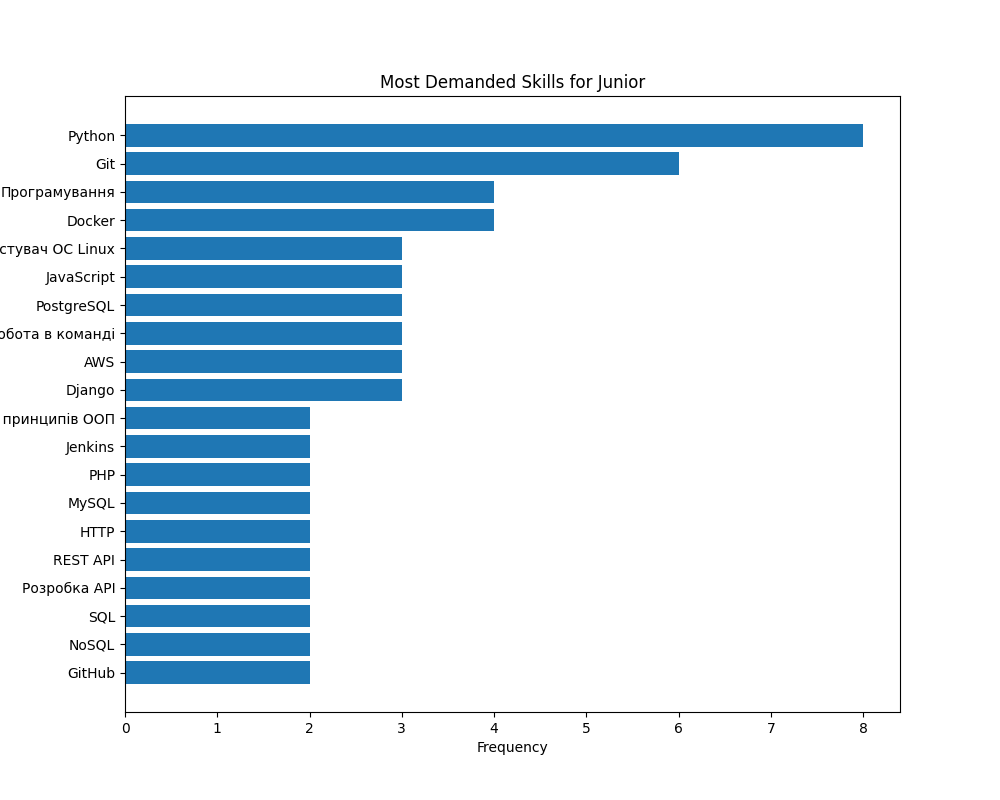 Most Demanded Skills for Junior
Python
Git
Програмування
Docker
стувач ОС Linux
JavaScript
PostgreSQL
обота в команді
AWS
Django
принципів ООП
Jenkins
PHP
MySQL
HTTP
REST API
Розробка API
SQL
NoSQL
GitHub
0 1 2 3 4 5 6 7 8
Frequency